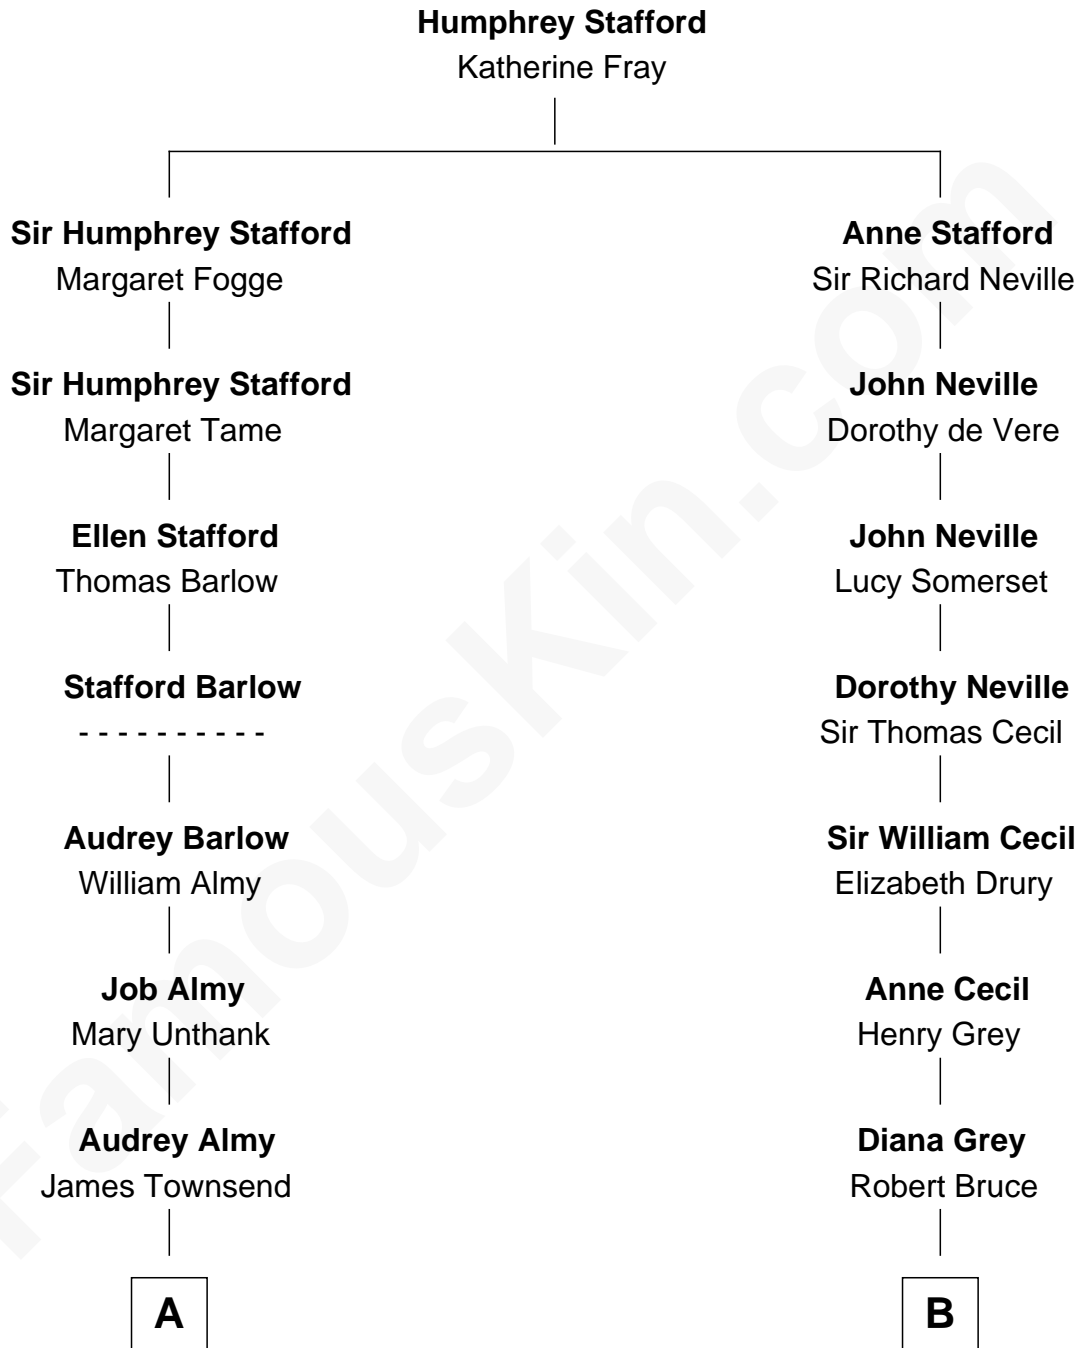 Humphrey Stafford
Katherine Fray
Sir Humphrey Stafford
Margaret Fogge
Anne Stafford
Sir Richard Neville
Sir Humphrey Stafford
Margaret Tame
John Neville
Dorothy de Vere
Ellen Stafford
Thomas Barlow
John Neville
Lucy Somerset
Stafford Barlow
- - - - - - - - - -
Dorothy Neville
Sir Thomas Cecil
Audrey Barlow
William Almy
Sir William Cecil
Elizabeth Drury
Job Almy
Mary Unthank
Anne Cecil
Henry Grey
Audrey Almy
James Townsend
Diana Grey
Robert Bruce
A
B
FamousKin.com